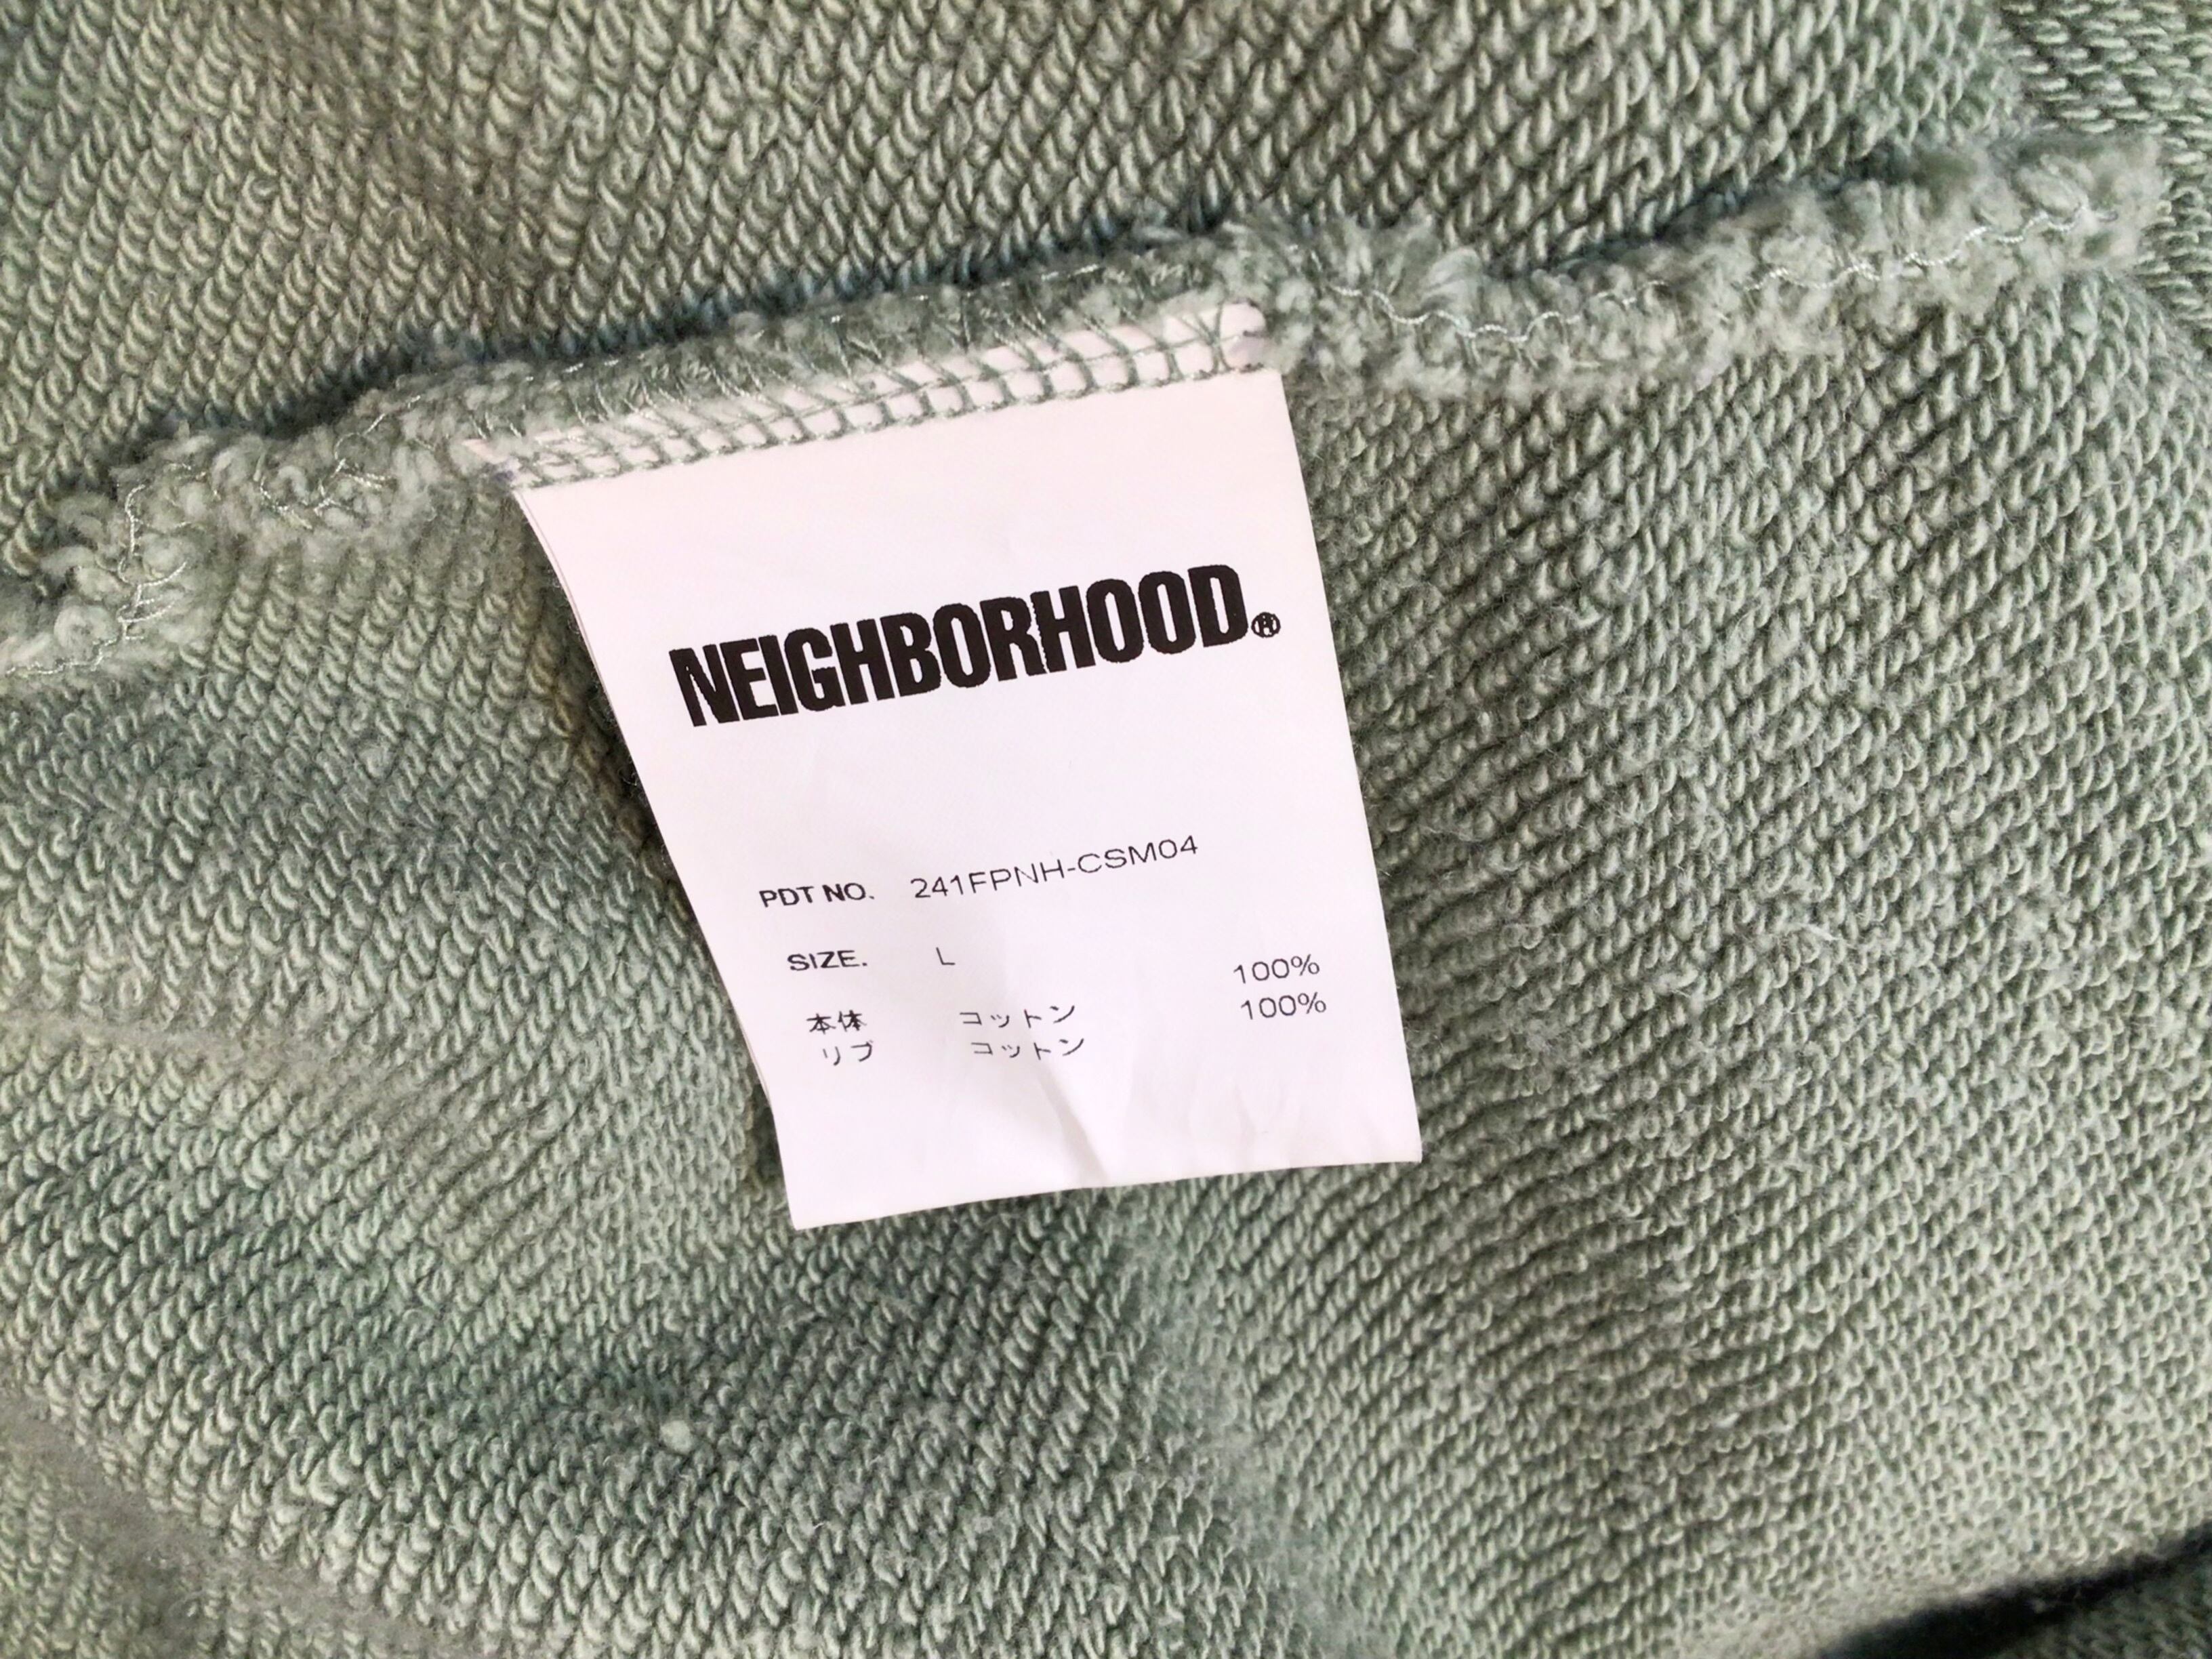 NEIGHBORHOOD®
PDT NO. 241FPNH-CSM04
SIZE. L
本体 コットン 100%
リブ コットン 100%